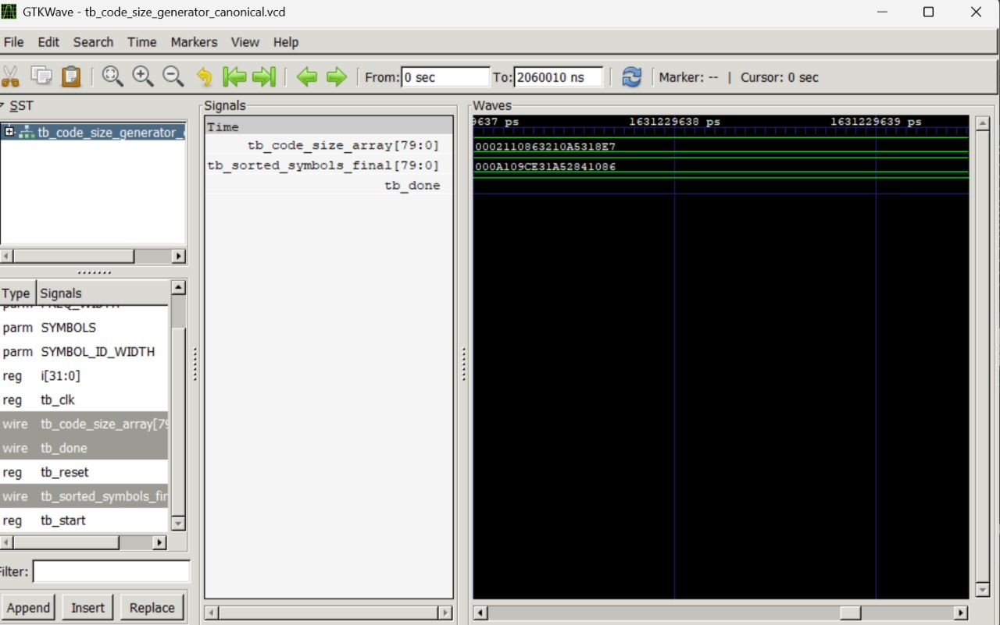 GTKWave - tb_code_size_generator_canonical.vcd
File Edit Search Time Markers View Help
From: 0 sec To: 2060010 ns Marker: -- | Cursor: 0 sec
SST
tb_code_size_generator_
Signals
Time
tb_code_size_array[79:0]
tb_sorted_symbols_final[79:0]
tb_done
Waves
9637 ps 1631229638 ps 1631229639 ps
0002110863210A5318E7
000A109CE31A52841086
Type Signals
parm FREQ_WIDTH
parm SYMBOLS
parm SYMBOL_ID_WIDTH
reg i[31:0]
reg tb_clk
wire tb_code_size_array[79
wire tb_done
reg tb_reset
wire tb_sorted_symbols_fin
reg tb_start
Filter:
Append Insert Replace